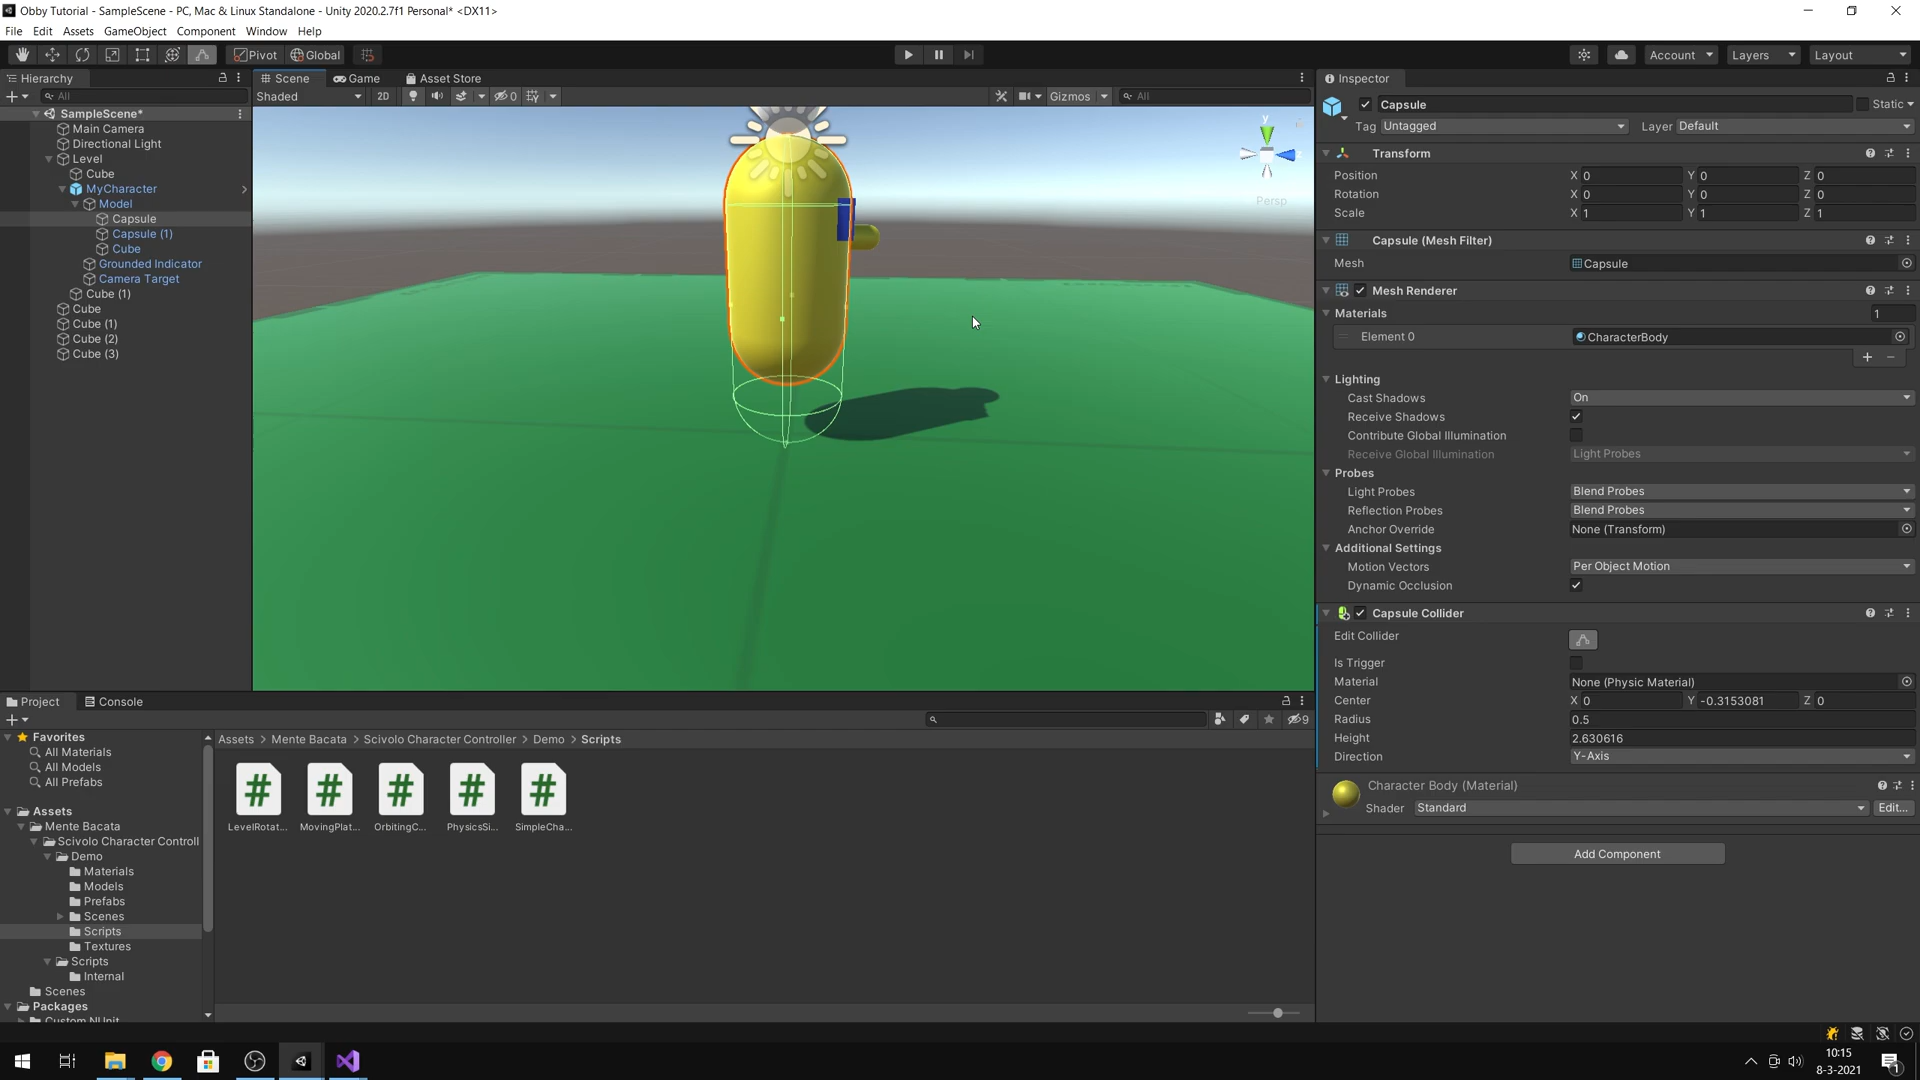 Obby Tutorial - SampleScene - PC, Mac & Linux Standalone - Unity 2020.2.7f1 Personal* <DX11>
File Edit Assets GameObject Component Window Help
Pivot Global Account Layers Layout
Hierarchy
All
SampleScene*
Main Camera
Directional Light
Level
Cube
MyCharacter
Model
Capsule
Capsule (1)
Cube
Grounded Indicator
Camera Target
Cube (1)
Cube
Cube (1)
Cube (2)
Cube (3)
Scene Game Asset Store
Shaded 2D 0 Gizmos All
y
Persp
Inspector
Capsule Static
Tag Untagged Layer Default
Transform
Position X 0 Y 0 Z 0
Rotation X 0 Y 0 Z 0
Scale X 1 Y 1 Z 1
Capsule (Mesh Filter)
Mesh Capsule
Mesh Renderer
Materials 1
Element 0 CharacterBody
Lighting
Cast Shadows On
Receive Shadows
Contribute Global Illumination
Receive Global Illumination Light Probes
Probes
Light Probes Blend Probes
Reflection Probes Blend Probes
Anchor Override None (Transform)
Additional Settings
Motion Vectors Per Object Motion
Dynamic Occlusion
Capsule Collider
Edit Collider
Is Trigger
Material None (Physic Material)
Center X 0 Y -0.3153081 Z 0
Radius 0.5
Height 2.630616
Direction Y-Axis
Character Body (Material)
Shader Standard Edit...
Add Component
Project Console
9
Favorites
All Materials
All Models
All Prefabs
Assets
Mente Bacata
Scivolo Character Controll
Demo
Materials
Models
Prefabs
Scenes
Scripts
Textures
Scripts
Internal
Scenes
Packages
Custom NUnit
Assets > Mente Bacata > Scivolo Character Controller > Demo > Scripts
LevelRotat... MovingPlat... OrbitingC... PhysicsSi... SimpleCha...
10:15
8-3-2021
1